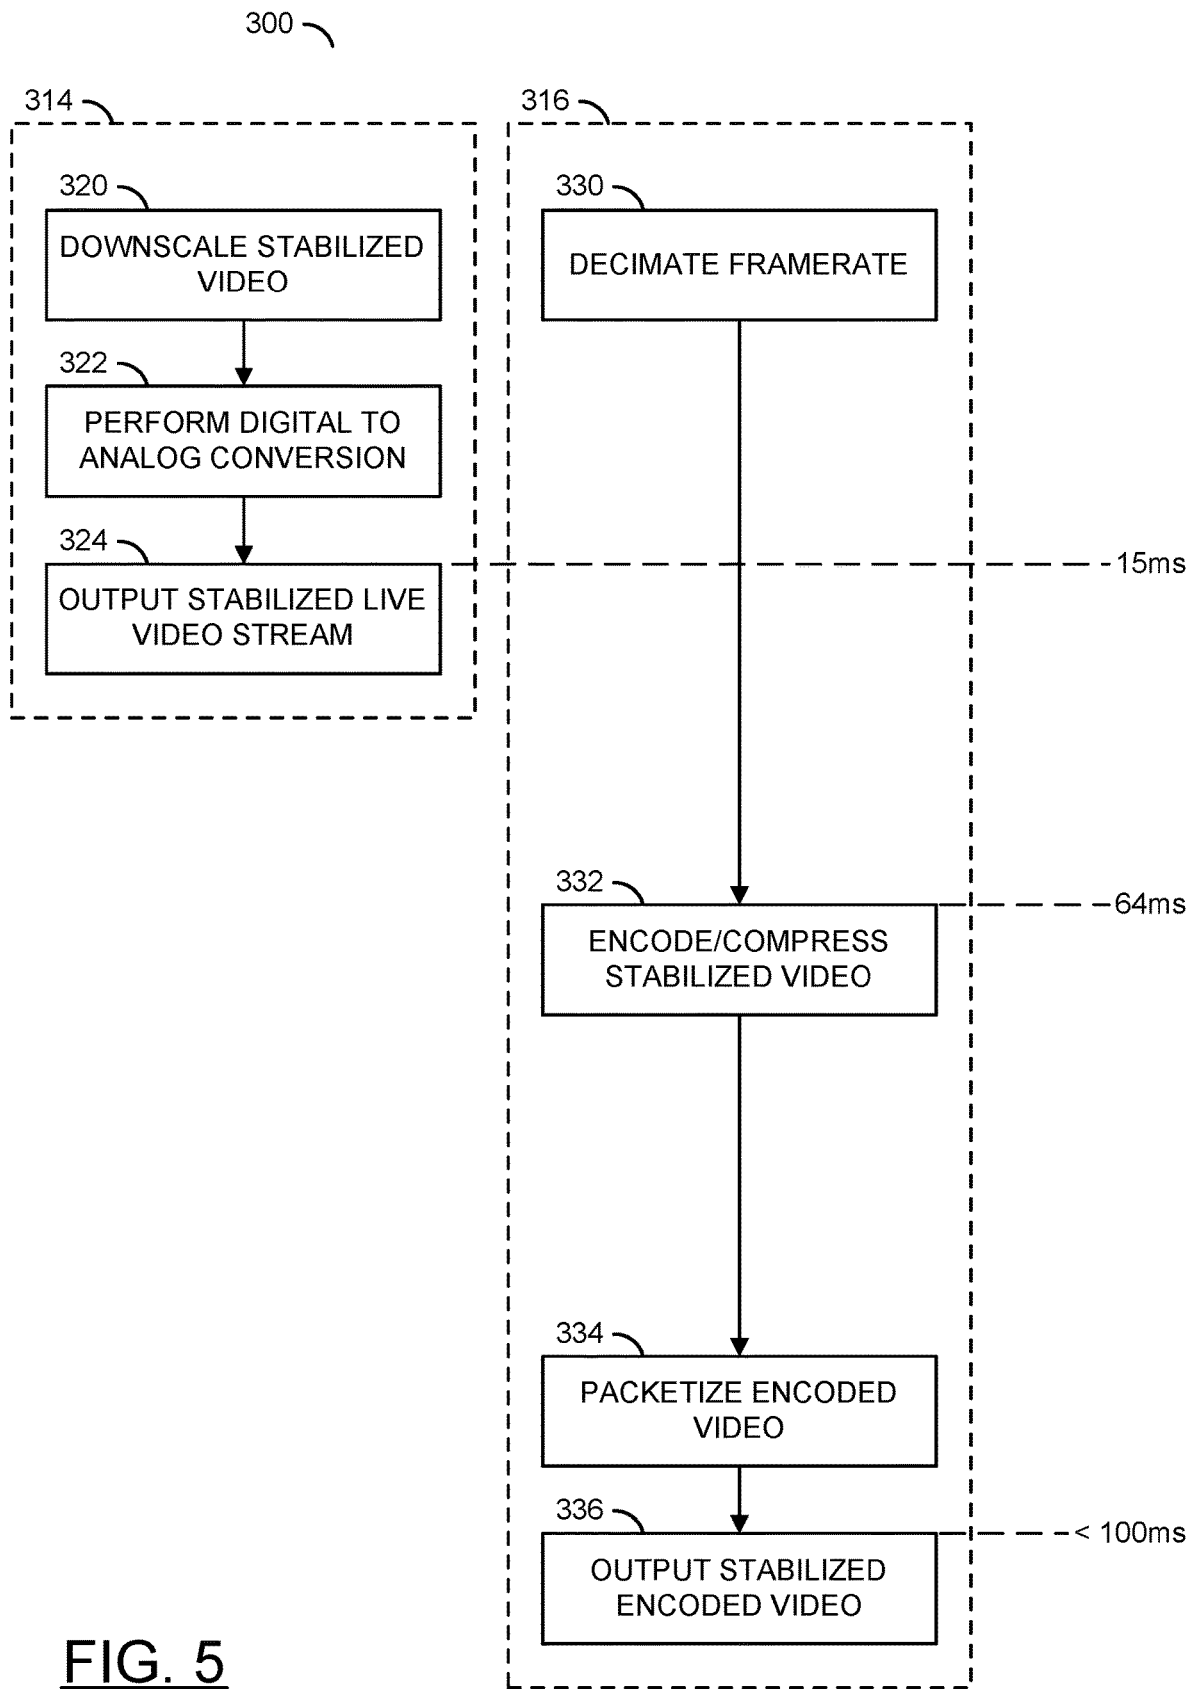 300
314
316
320
DOWNSCALE STABILIZED
VIDEO
322
PERFORM DIGITAL TO
ANALOG CONVERSION
324
OUTPUT STABILIZED LIVE
VIDEO STREAM
330
DECIMATE FRAMERATE
15ms
332
ENCODE/COMPRESS
STABILIZED VIDEO
64ms
334
PACKETIZE ENCODED
VIDEO
336
OUTPUT STABILIZED
ENCODED VIDEO
< 100ms
FIG. 5